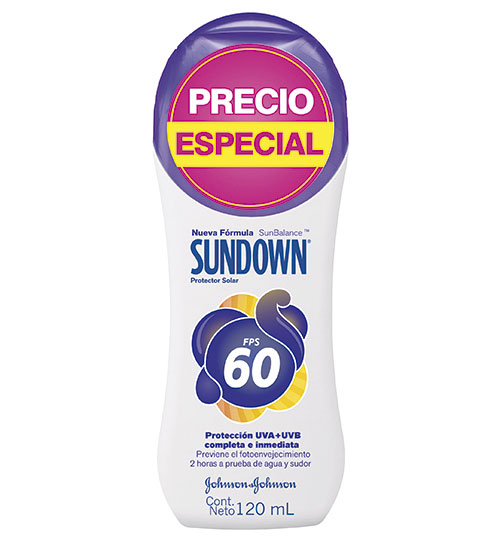 PRECIO
ESPECIAL
Nueva Fórmula SunBalance™
SUNDOWN®
Protector Solar
FPS
60
Protección UVA+UVB
completa e inmediata
Previene el fotoenvejecimiento
2 horas a prueba de agua y sudor
Johnson & Johnson
Cont.
Neto 120 mL